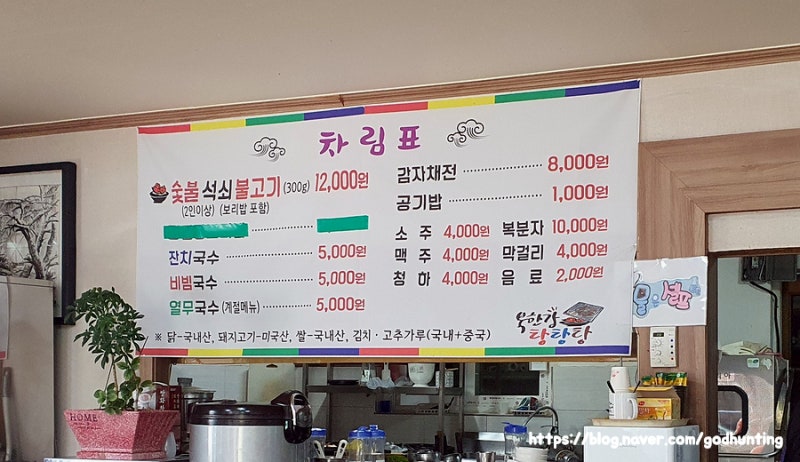 차림표
숯불 석쇠 불고기 (300g) 12,000원
(2인이상) (보리밥 포함)
잔치국수 5,000원
비빔국수 5,000원
열무국수 (계절메뉴) 5,000원
감자채전 8,000원
공기밥 1,000원
소 주 4,000원 복분자 10,000원
맥 주 4,000원 막걸리 4,000원
청 하 4,000원 음 료 2,000원
※ 닭-국내산, 돼지고기-미국산, 쌀-국내산, 김치 · 고추가루(국내+중국)
탕탕탕
HOME
https://blog.naver.com/godhunting